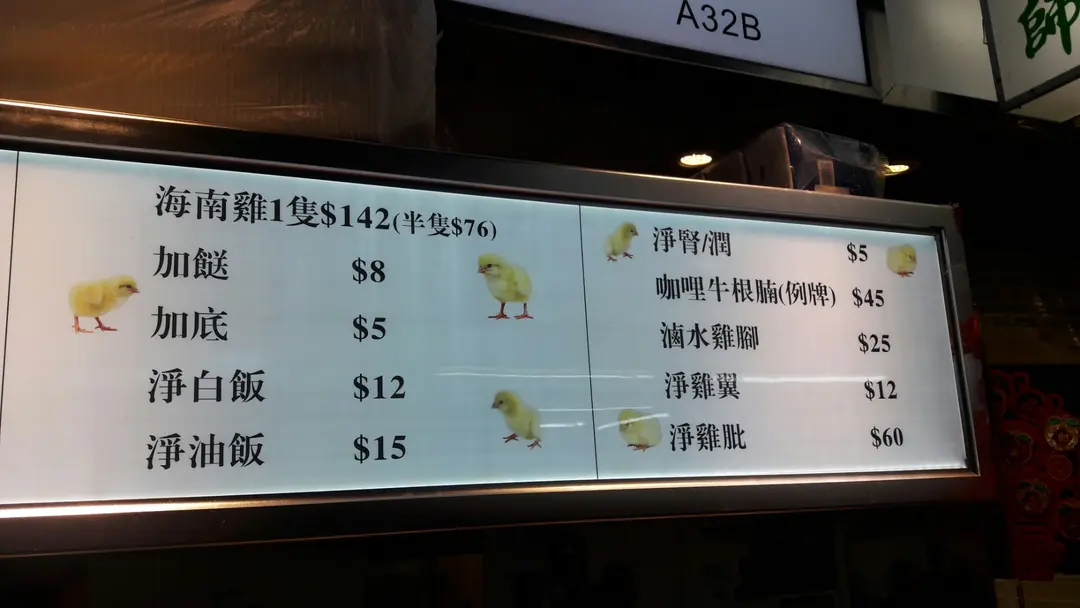 A32B
師
海南雞1隻$142(半隻$76)
加餸 $8
加底 $5
淨白飯 $12
淨油飯 $15
淨腎/潤 $5
咖哩牛根腩(例牌) $45
滷水雞腳 $25
淨雞翼 $12
淨雞肶 $60